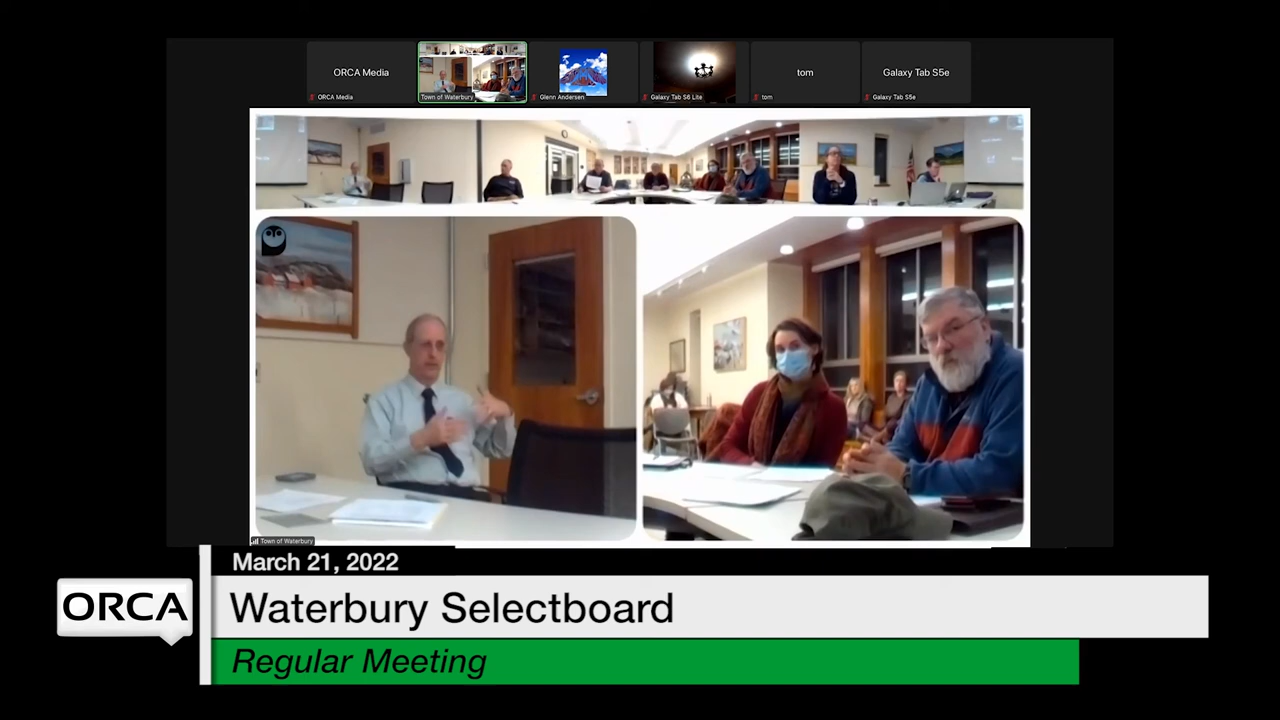 ORCA Media
tom
Galaxy Tab S5e
ORCA Media
Town of Waterbury
Glenn Andersen
Galaxy Tab S6 Lite
tom
Galaxy Tab S5e
Town of Waterbury
March 21, 2022
ORCA
Waterbury Selectboard
Regular Meeting